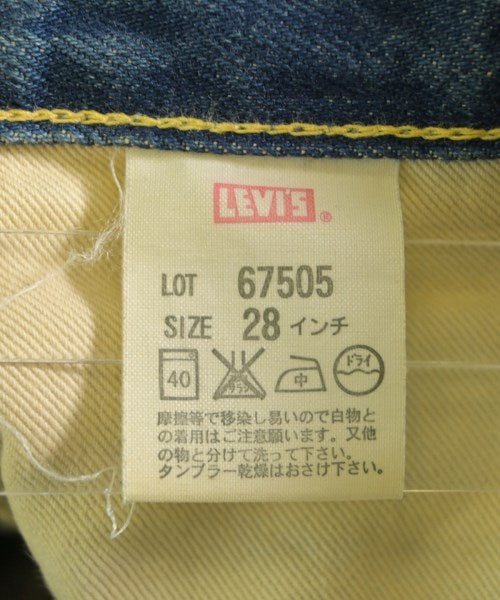 LEVI'S ®
LOT 67505
SIZE 28 インチ
40 中 ドライ
摩擦等で移染し易いので白物と
の着用はご注意願います。又他
の物と分けて洗って下さい。
タンブラー乾燥はおさけ下さい。